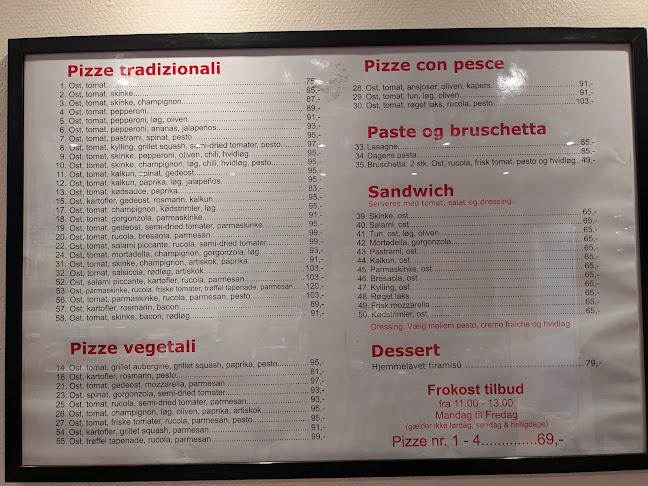 Pizze tradizionali
1. Ost, tomat 75,-
2. Ost, tomat, skinke 85,-
3. Ost, tomat, skinke, champignon 87,-
4. Ost, tomat, pepperoni 89,-
5. Ost, tomat, pepperoni, løg, oliven 91,-
6. Ost, tomat, pepperoni, ananas, jalapeños 93,-
7. Ost, tomat, pastrami, spinat, pesto 95,-
8. Ost, tomat, kylling, grillet squash, semi-dried tomater, pesto 97,-
9. Ost, tomat, skinke, pepperoni, oliven, chili, hvidløg 95,-
10. Ost, tomat, skinke, champignon, løg, chili, hvidløg, pesto 95,-
11. Ost, tomat, kalkun, spinat, gedeost 95,-
12. Ost, tomat, kalkun, paprika, løg, jalapeños 95,-
13. Ost, tomat, kødsauce, paprika 83,-
15. Ost, kartofler, gedeost, rosmarin, kalkun 95,-
17. Ost, tomat, champignon, kødstrimler, løg 95,-
18. Ost, tomat, gorgonzola, parmaskinke 91,-
19. Ost, tomat, gedeost, semi-dried tomater, parmaskinke 95,-
20. Ost, tomat, rucola, bresaola, parmesan 99,-
22. Ost, tomat, salami piccante, rucola, semi-dried tomater 99,-
24. Ost, tomat, mortadella, champignon, gorgonzola, løg 93,-
31. Ost, tomat, skinke, champignon, artiskok, paprika 91,-
32. Ost, tomat, salsiccia, rødløg, artiskok 103,-
52. Ost, salami piccante, kartofler, rucola, parmesan 103,-
53. Ost, parmaskinke, rucola, friske tomater, trøffel tapenade, parmesan 120,-
56. Ost, tomat, parmaskinke, rucola, parmesan, pesto 103,-
57. Ost, kartofler, rosmarin, bacon 89,-
58. Ost, tomat, skinke, bacon, rødløg 91,-
Pizze vegetali
14. Ost, tomat, grillet aubergine, grillet squash, paprika, pesto 95,-
16. Ost, kartofler, rosmarin, pesto 81,-
21. Ost, tomat, gedeost, mozzarella, parmesan 97,-
23. Ost, spinat, gorgonzola, semi-dried tomater 93,-
25. Ost, tomat, rucola, semi-dried tomater, parmesan 95,-
26. Ost, tomat, champignon, løg, oliven, paprika, artiskok 95,-
27. Ost, tomat, friske tomater, rucola, parmesan, pesto 97,-
54. Ost, kartofler, grillet squash, parmesan 91,-
55. Ost, trøffel tapenade, rucola, parmesan 99,-
Pizze con pesce
28. Ost, tomat, ansjoser, oliven, kapers 91,-
29. Ost, tomat, tun, løg, oliven 91,-
30. Ost, tomat, røget laks, rucola, pesto 103,-
Paste og bruschetta
33. Lasagne 85,-
34. Dagens pasta 85,-
35. Bruschetta, 2 stk. Ost, rucola, frisk tomat, pesto og hvidløg 49,-
Sandwich
Serveres med tomat, salat og dressing
39. Skinke, ost 65,-
40. Salami, ost 65,-
41. Tun, ost, løg, oliven 65,-
42. Mortadella, gorgonzola 65,-
43. Pastrami, ost 65,-
44. Kalkun, ost 65,-
45. Parmaskinke, ost 65,-
46. Bresaola, ost 65,-
47. Kylling, ost 65,-
48. Røget laks 65,-
49. Frisk mozzarella 65,-
50. Kødstrimler, ost 65,-
Dressing: Vælg mellem pesto, creme fraiche og hvidløg
Dessert
Hjemmelavet tiramisú 79,-
Frokost tilbud
fra 11.00 - 13.00
Mandag til Fredag
(gælder ikke lørdag, søndag & helligdage)
Pizze nr. 1 - 4..............69,-